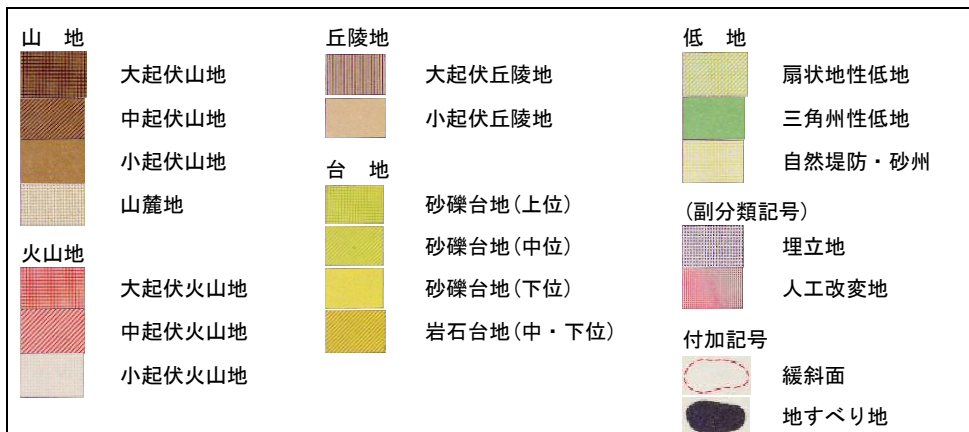 山　地
大起伏山地
中起伏山地
小起伏山地
山麓地
火山地
大起伏火山地
中起伏火山地
小起伏火山地
丘陵地
大起伏丘陵地
小起伏丘陵地
台　地
砂礫台地(上位)
砂礫台地(中位)
砂礫台地(下位)
岩石台地(中・下位)
低　地
扇状地性低地
三角州性低地
自然堤防・砂州
(副分類記号)
埋立地
人工改変地
付加記号
緩斜面
地すべり地